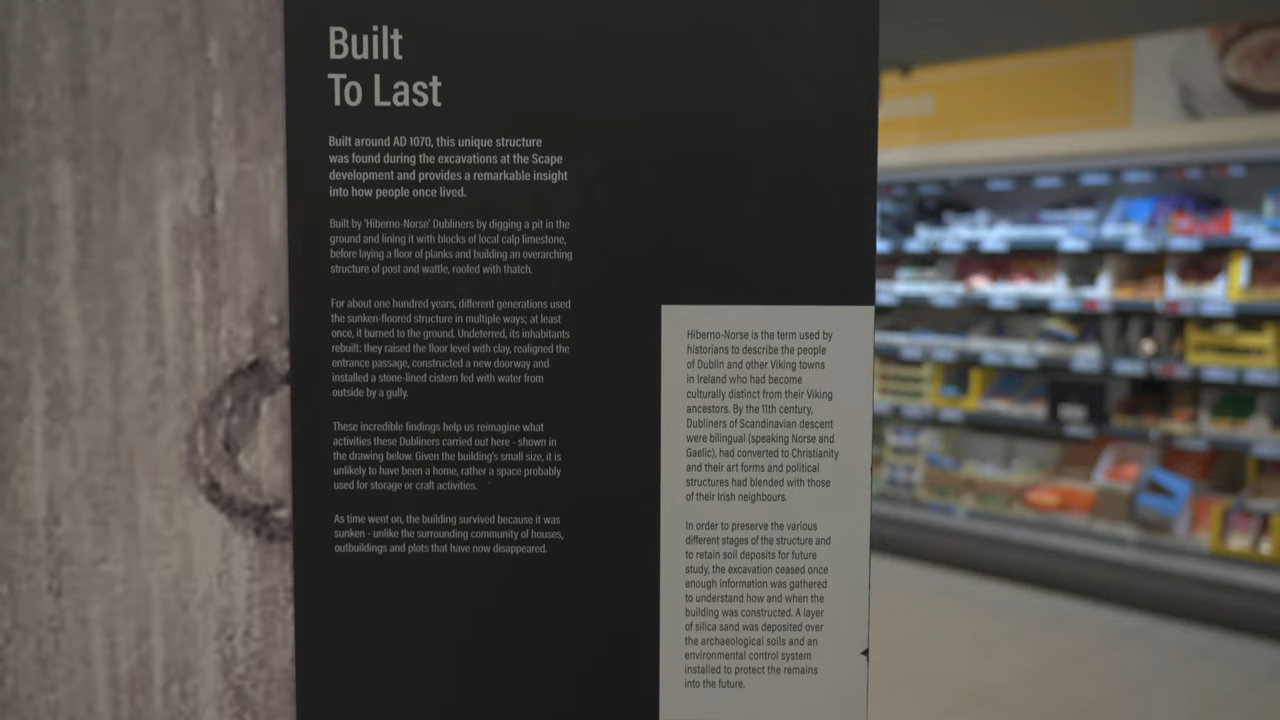 Built
To Last
Built around AD 1070, this unique structure
was found during the excavations at the Scape
development and provides a remarkable insight
into how people once lived.
Built by 'Hiberno-Norse' Dubliners by digging a pit in the
ground and lining it with blocks of local calp limestone,
before laying a floor of planks and building an overarching
structure of post and wattle, roofed with thatch.
For about one hundred years, different generations used
the sunken-floored structure in multiple ways; at least
once, it burned to the ground. Undeterred, its inhabitants
rebuilt: they raised the floor level with clay, realigned the
entrance passage, constructed a new doorway and
installed a stone-lined cistern fed with water from
outside by a gully.
These incredible findings help us reimagine what
activities these Dubliners carried out here - shown in
the drawing below. Given the building's small size, it is
unlikely to have been a home, rather a space probably
used for storage or craft activities.
As time went on, the building survived because it was
sunken - unlike the surrounding community of houses,
outbuildings and plots that have now disappeared.
Hiberno-Norse is the term used by
historians to describe the people
of Dublin and other Viking towns
in Ireland who had become
culturally distinct from their Viking
ancestors. By the 11th century,
Dubliners of Scandinavian descent
were bilingual (speaking Norse and
Gaelic), had converted to Christianity
and their art forms and political
structures had blended with those
of their Irish neighbours.
In order to preserve the various
different stages of the structure and
to retain soil deposits for future
study, the excavation ceased once
enough information was gathered
to understand how and when the
building was constructed. A layer
of silica sand was deposited over
the archaeological soils and an
environmental control system
installed to protect the remains
into the future.